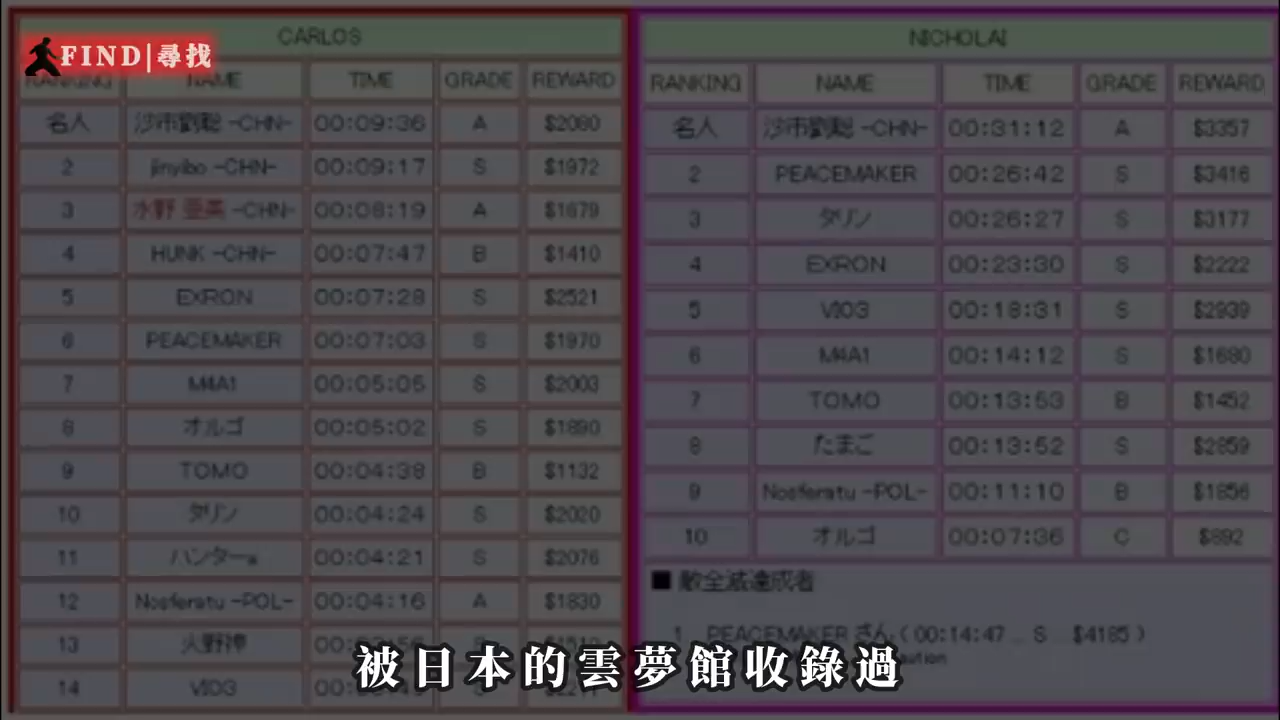 CARLOS
FIND|尋找
RANKING NAME TIME GRADE REWARD
名人 沙市劉聡 -CHN- 00:09:36 A $2080
2 jinyibo -CHN- 00:09:17 S $1972
3 水野 亜美 -CHN- 00:08:19 A $1679
4 HUNK -CHN- 00:07:47 B $1410
5 EXRON 00:07:28 S $2521
6 PEACEMAKER 00:07:03 S $1970
7 M4A1 00:05:05 S $2003
8 オルゴ 00:05:02 S $1890
9 TOMO 00:04:38 B $1132
10 タリン 00:04:24 S $2020
11 ハンターα 00:04:21 S $2076
12 Nosferatu -POL- 00:04:16 A $1830
13 火野神
14 VIO3
NICHOLAI
RANKING NAME TIME GRADE REWARD
名人 沙市劉聡 -CHN- 00:31:12 A $3357
2 PEACEMAKER 00:26:42 S $3416
3 タリン 00:26:27 S $3177
4 EXRON 00:23:30 S $2222
5 VIO3 00:18:31 S $2939
6 M4A1 00:14:12 S $1680
7 TOMO 00:13:53 B $1452
8 たまご 00:13:52 S $2859
9 Nosferatu -POL- 00:11:10 B $1856
10 オルゴ 00:07:36 C $892
■ 敵全滅達成者
1 PEACEMAKER さん ( 00:14:47 _ S _ $4185 )
被日本的雲夢館收錄過